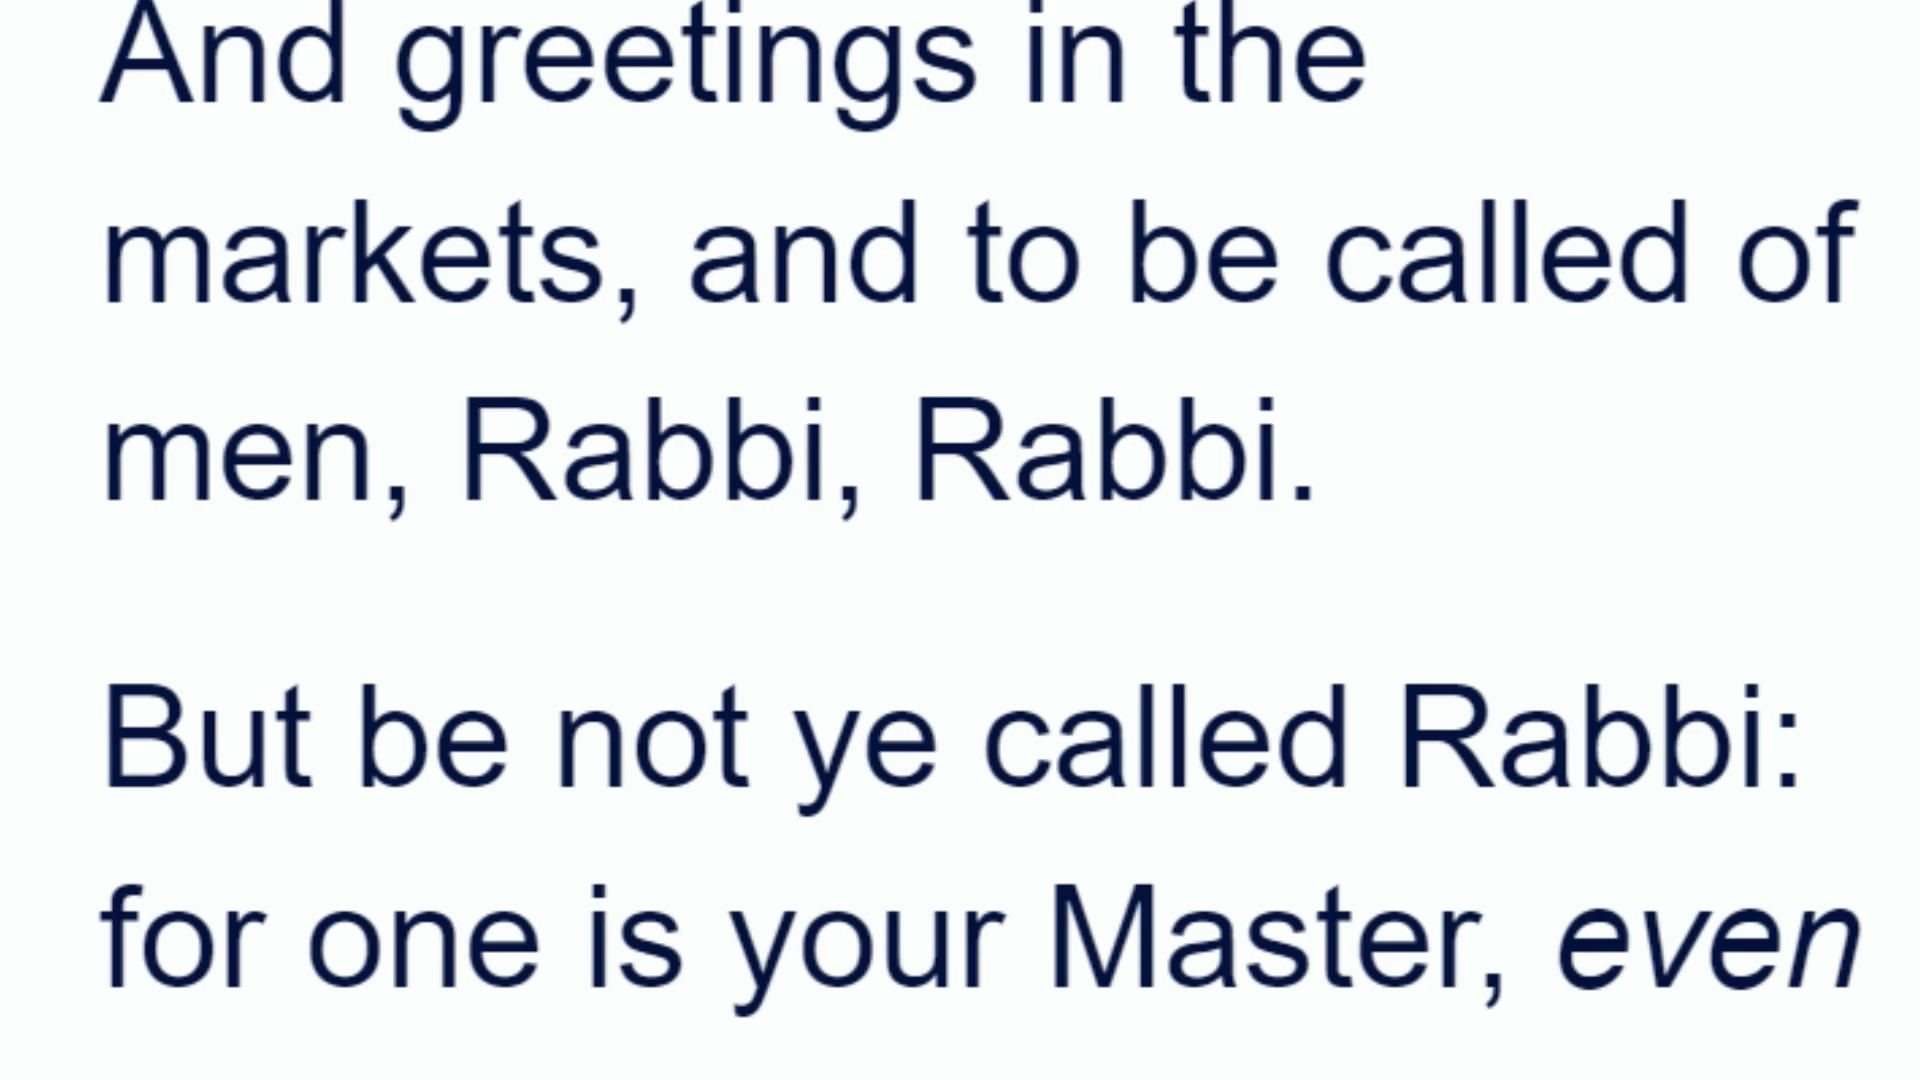 And greetings in the
markets, and to be called of
men, Rabbi, Rabbi.
But be not ye called Rabbi:
for one is your Master, even